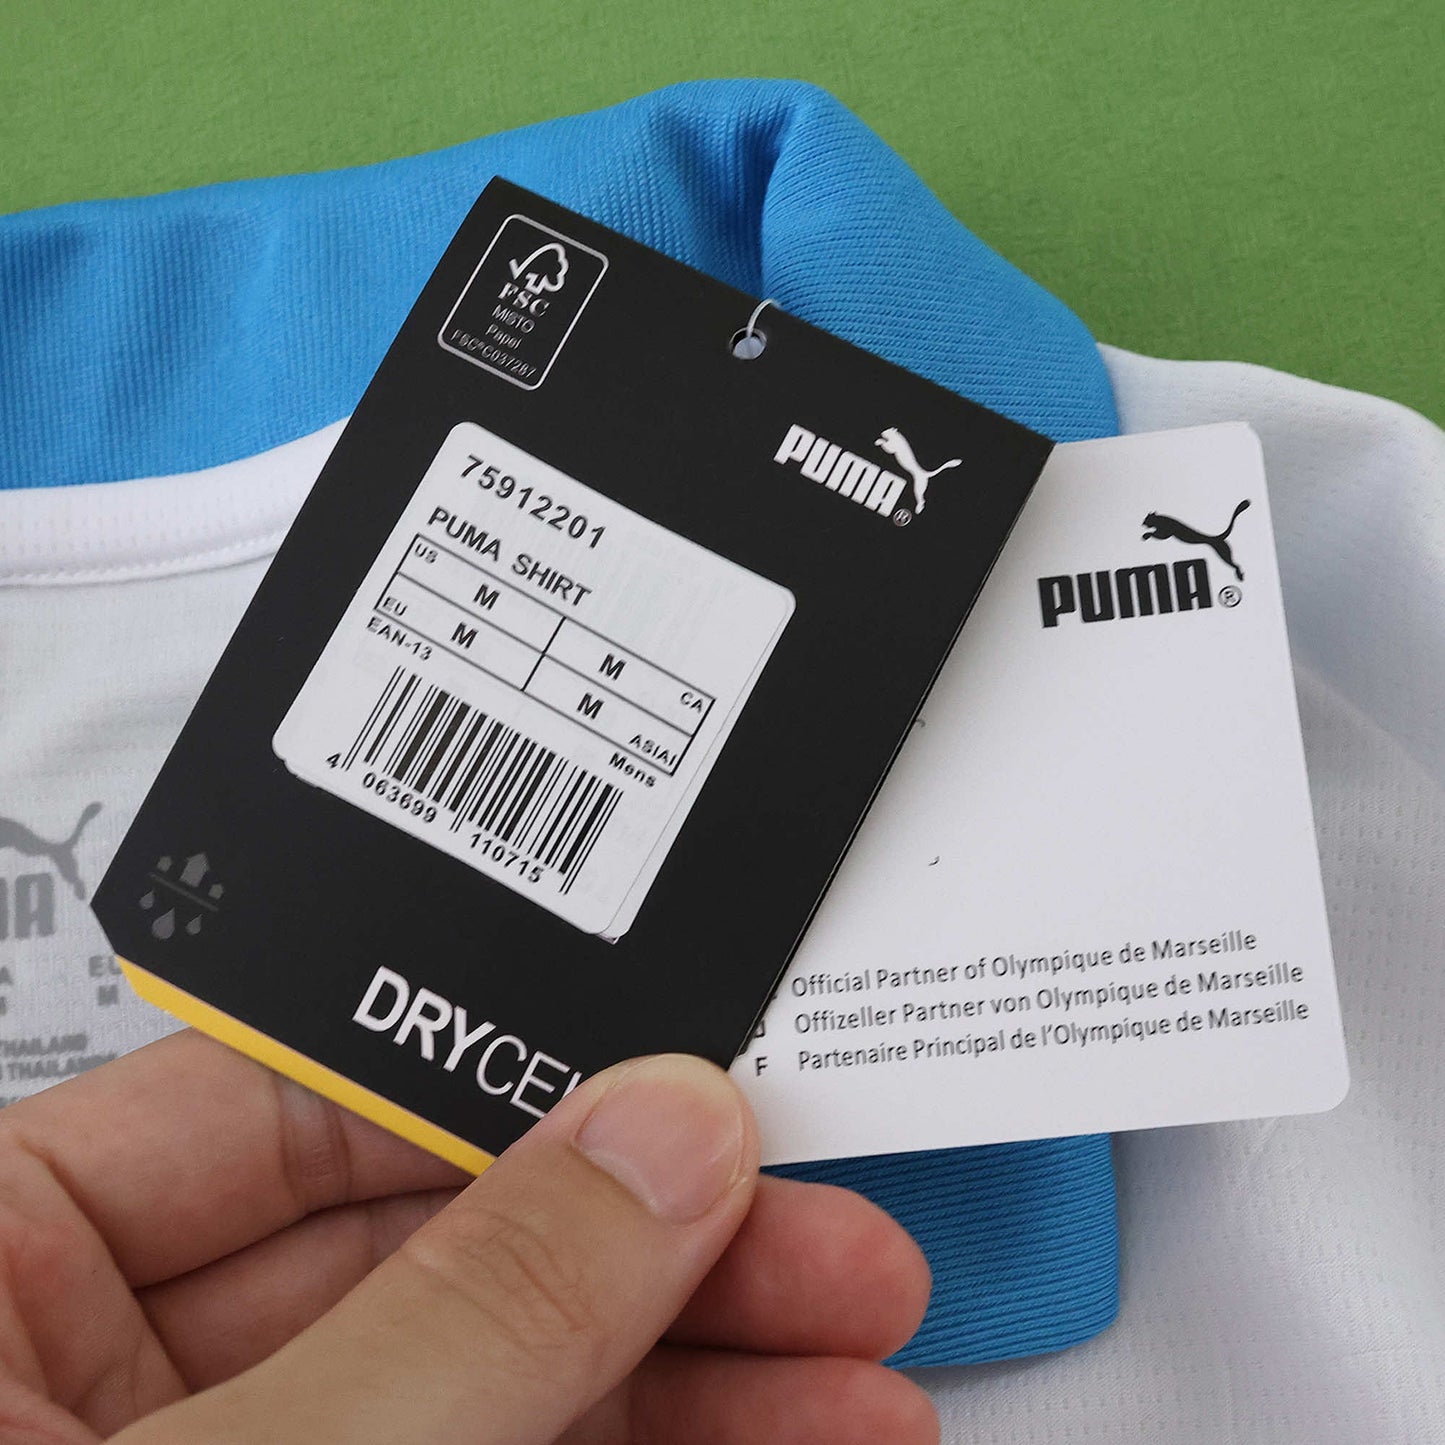 FSC
MISTO
Papel
FSC® C037287
PUMA®
75912201
PUMA SHIRT
US M M CA
EU M M ASIA
EAN-13 Mens
4 063699 110715
DRYCE
PUMA®
Official Partner of Olympique de Marseille
Offizeller Partner von Olympique de Marseille
F Partenaire Principal de l'Olympique de Marseille
M
THAILAND
THAILAND